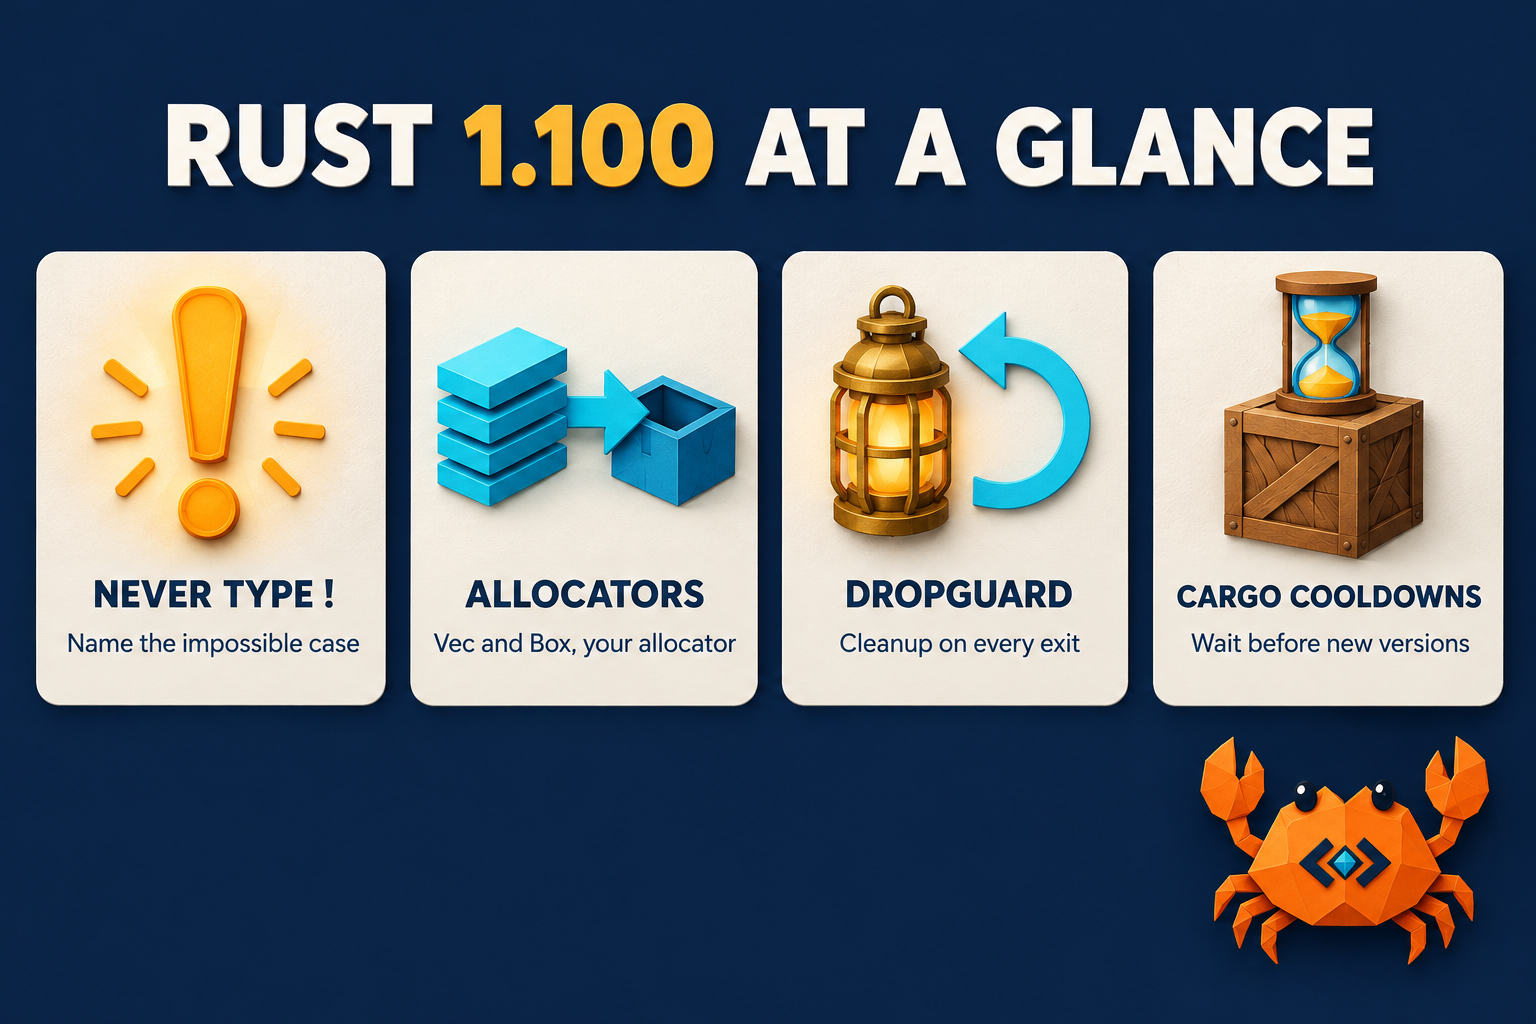 RUST 1.100 AT A GLANCE
NEVER TYPE !
Name the impossible case
ALLOCATORS
Vec and Box, your allocator
DROPGUARD
Cleanup on every exit
CARGO COOLDOWNS
Wait before new versions